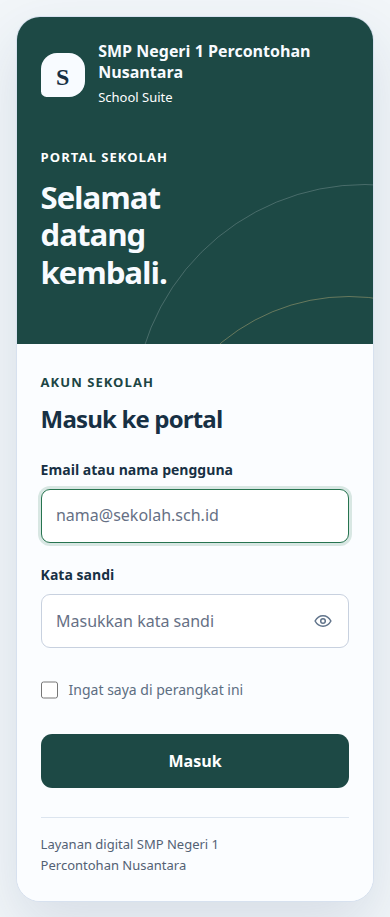 S
SMP Negeri 1 Percontohan
Nusantara
School Suite
PORTAL SEKOLAH
Selamat
datang
kembali.
AKUN SEKOLAH
Masuk ke portal
Email atau nama pengguna
nama@sekolah.sch.id
Kata sandi
Masukkan kata sandi
Ingat saya di perangkat ini
Masuk
Layanan digital SMP Negeri 1
Percontohan Nusantara